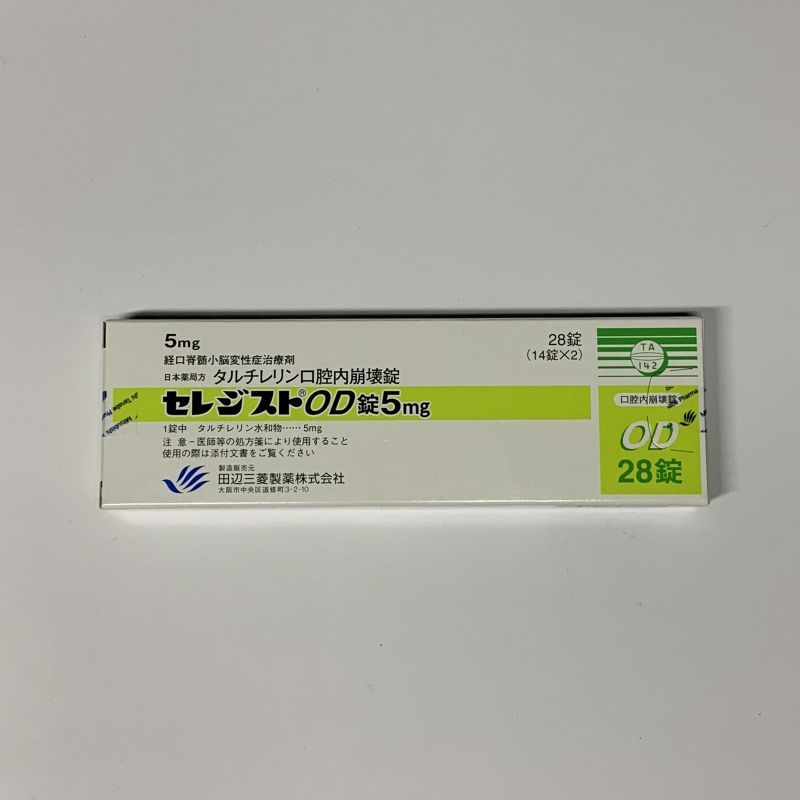 5mg
経口脊髄小脳変性症治療剤
日本薬局方 タルチレリン口腔内崩壊錠
セレジスト®OD錠5mg
1錠中 タルチレリン水和物……5mg
注意-医師等の処方箋により使用すること
使用の際は添付文書をご覧ください
製造販売元
田辺三菱製薬株式会社
大阪市中央区道修町3-2-10
28錠
(14錠×2)
TA
142
口腔内崩壊錠
OD
28錠
Tanabe Pharma
Mitsubishi
Pharma